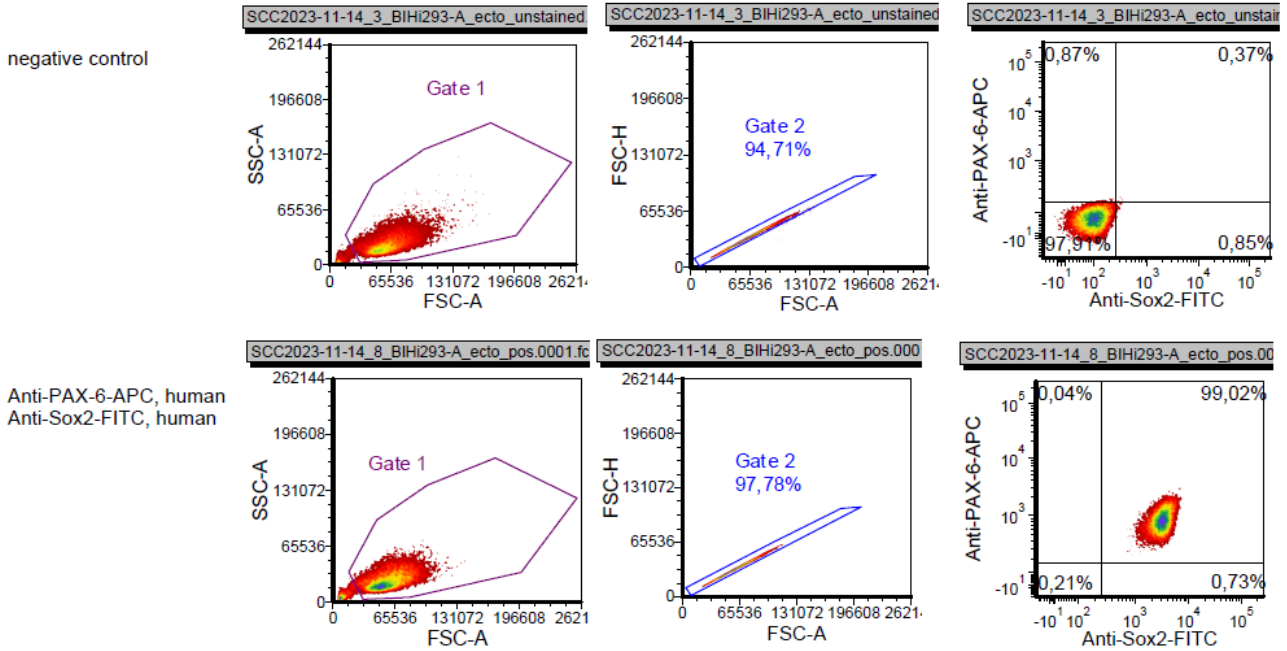 SCC2023-11-14_3_BIHi293-A_ecto_unstained.
SCC2023-11-14_3_BIHi293-A_ecto_unstained
SCC2023-11-14_3_BIHi293-A_ecto_unstair
negative control
262144
196608
131072
65536
0
SSC-A
Gate 1
0 65536 131072 196608 26214
FSC-A
262144
196608
131072
65536
0
FSC-H
Gate 2
94,71%
0 65536 131072 196608 26214
FSC-A
10^5
10^4
10^3
-10^1
Anti-PAX-6-APC
0,87% 0,37%
97,91% 0,85%
-10^1 10^2 10^3 10^4 10^5
Anti-Sox2-FITC
SCC2023-11-14_8_BIHi293-A_ecto_pos.0001.fc
SCC2023-11-14_8_BIHi293-A_ecto_pos.000
SCC2023-11-14_8_BIHi293-A_ecto_pos.00
Anti-PAX-6-APC, human
Anti-Sox2-FITC, human
262144
196608
131072
65536
0
SSC-A
Gate 1
0 65536 131072 196608 26214
FSC-A
262144
196608
131072
65536
0
FSC-H
Gate 2
97,78%
0 65536 131072 196608 26214
FSC-A
10^5
10^4
10^3
-10^1
Anti-PAX-6-APC
0,04% 99,02%
0,21% 0,73%
-10^1 10^2 10^3 10^4 10^5
Anti-Sox2-FITC